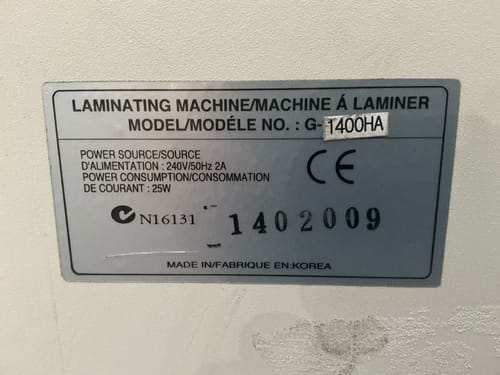 LAMINATING MACHINE/MACHINE Á LAMINER
MODEL/MODÉLE NO. : G-1400HA
POWER SOURCE/SOURCE
D'ALIMENTATION : 240V/50Hz 2A
POWER CONSUMPTION/CONSOMMATION
DE COURANT : 25W
CE
N16131
1402009
MADE IN/FABRIQUE EN:KOREA